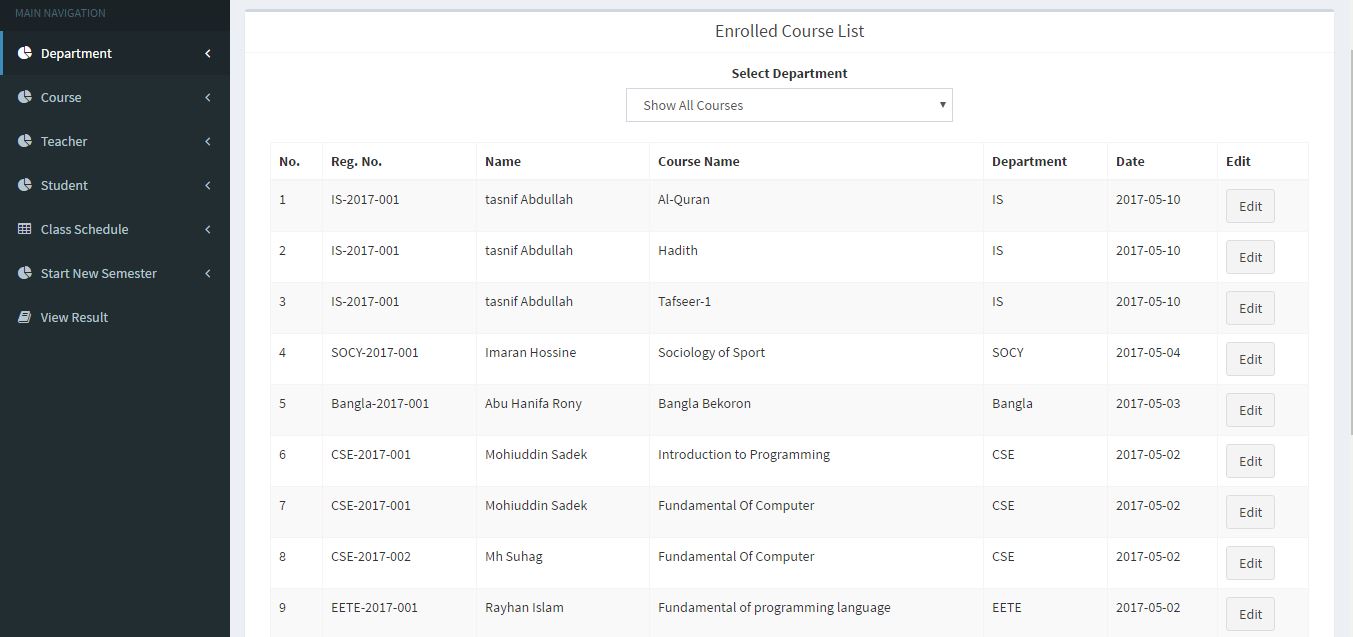 MAIN NAVIGATION
Department
Course
Teacher
Student
Class Schedule
Start New Semester
View Result
Enrolled Course List
Select Department
Show All Courses
No. Reg. No. Name Course Name Department Date Edit
1 IS-2017-001 tasnif Abdullah Al-Quran IS 2017-05-10 Edit
2 IS-2017-001 tasnif Abdullah Hadith IS 2017-05-10 Edit
3 IS-2017-001 tasnif Abdullah Tafseer-1 IS 2017-05-10 Edit
4 SOCY-2017-001 Imaran Hossine Sociology of Sport SOCY 2017-05-04 Edit
5 Bangla-2017-001 Abu Hanifa Rony Bangla Bekoron Bangla 2017-05-03 Edit
6 CSE-2017-001 Mohiuddin Sadek Introduction to Programming CSE 2017-05-02 Edit
7 CSE-2017-001 Mohiuddin Sadek Fundamental Of Computer CSE 2017-05-02 Edit
8 CSE-2017-002 Mh Suhag Fundamental Of Computer CSE 2017-05-02 Edit
9 EETE-2017-001 Rayhan Islam Fundamental of programming language EETE 2017-05-02 Edit